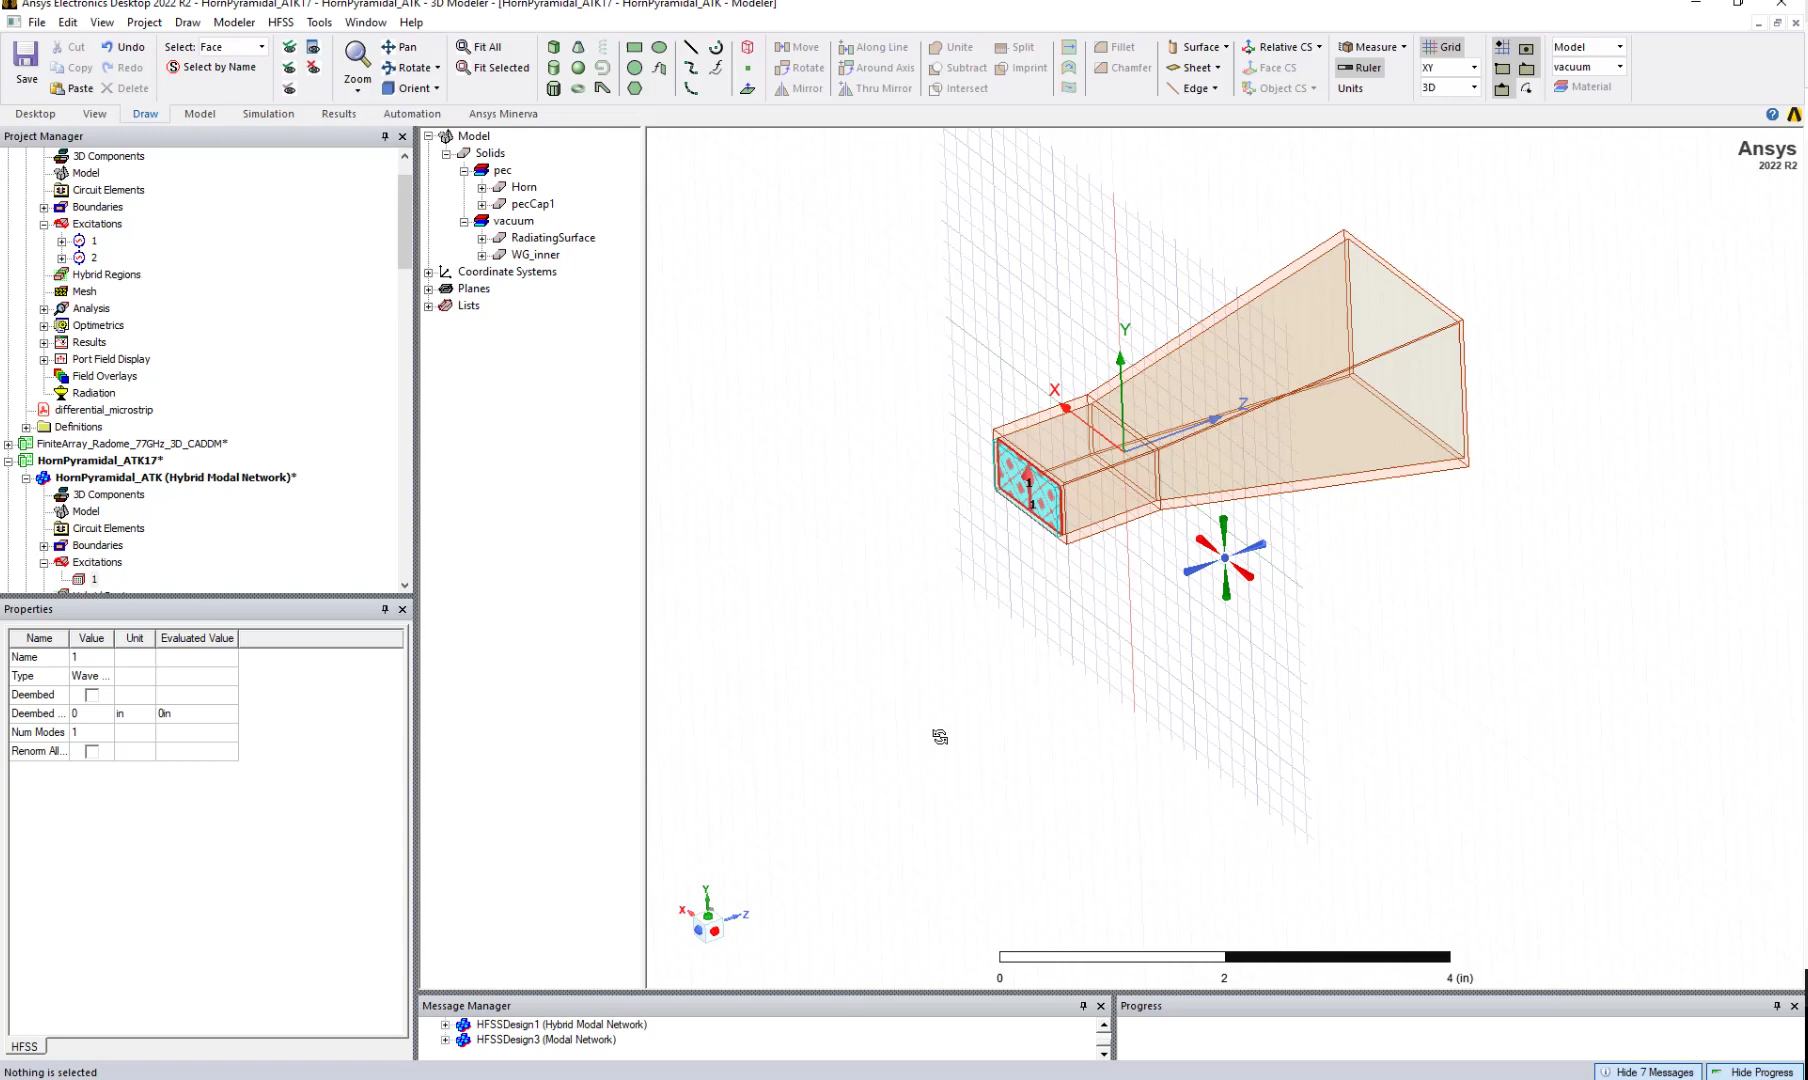 Ansys Electronics Desktop 2022 R2 - HornPyramidal_ATK17 - HornPyramidal_ATK - 3D Modeler - [HornPyramidal_ATK17 - HornPyramidal_ATK - Modeler]
File Edit View Project Draw Modeler HFSS Tools Window Help
Save
Cut
Copy
Paste
Undo
Redo
Delete
Select: Face
Select by Name
Zoom
Pan
Rotate
Orient
Fit All
Fit Selected
Move
Rotate
Mirror
Along Line
Around Axis
Thru Mirror
Unite
Subtract
Intersect
Split
Imprint
Fillet
Chamfer
Surface
Sheet
Edge
Relative CS
Face CS
Object CS
Measure
Ruler
Units
Grid
XY
3D
Model
vacuum
Material
Desktop View Draw Model Simulation Results Automation Ansys Minerva
Project Manager
3D Components
Model
Circuit Elements
Boundaries
Excitations
1
2
Hybrid Regions
Mesh
Analysis
Optimetrics
Results
Port Field Display
Field Overlays
Radiation
differential_microstrip
Definitions
FiniteArray_Radome_77GHz_3D_CADDM*
HornPyramidal_ATK17*
HornPyramidal_ATK (Hybrid Modal Network)*
3D Components
Model
Circuit Elements
Boundaries
Excitations
1
Properties
Name Value Unit Evaluated Value
Name 1
Type Wave ...
Deembed
Deembed ... 0 in 0in
Num Modes 1
Renorm All...
HFSS
Model
Solids
pec
Horn
pecCap1
vacuum
RadiatingSurface
WG_inner
Coordinate Systems
Planes
Lists
Ansys
2022 R2
Y
X
Z
1
1
Y
X
Z
0 2 4 (in)
Message Manager
HFSSDesign1 (Hybrid Modal Network)
HFSSDesign3 (Modal Network)
Progress
Nothing is selected
Hide 7 Messages
Hide Progress